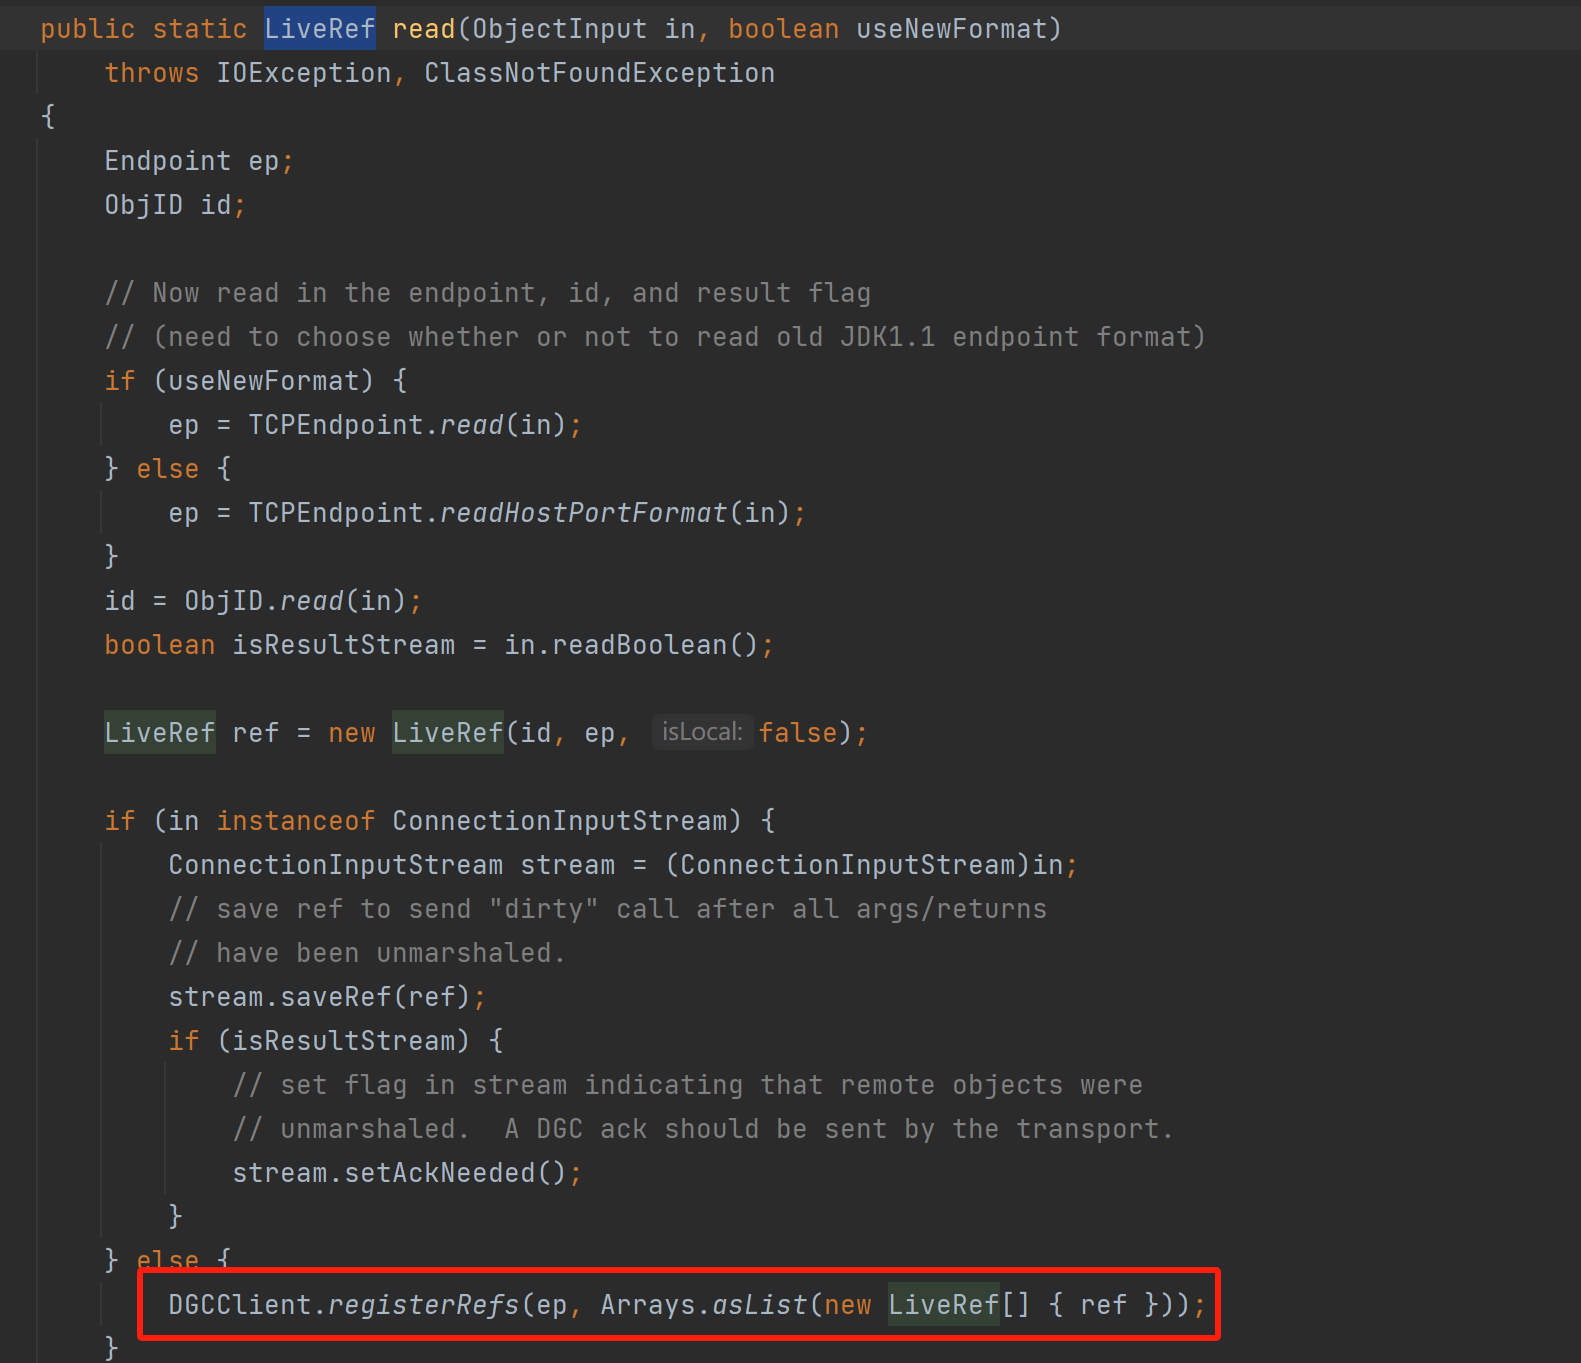 public static LiveRef read(ObjectInput in, boolean useNewFormat)
    throws IOException, ClassNotFoundException
{
    Endpoint ep;
    ObjID id;

    // Now read in the endpoint, id, and result flag
    // (need to choose whether or not to read old JDK1.1 endpoint format)
    if (useNewFormat) {
        ep = TCPEndpoint.read(in);
    } else {
        ep = TCPEndpoint.readHostPortFormat(in);
    }
    id = ObjID.read(in);
    boolean isResultStream = in.readBoolean();

    LiveRef ref = new LiveRef(id, ep, isLocal: false);

    if (in instanceof ConnectionInputStream) {
        ConnectionInputStream stream = (ConnectionInputStream)in;
        // save ref to send "dirty" call after all args/returns
        // have been unmarshaled.
        stream.saveRef(ref);
        if (isResultStream) {
            // set flag in stream indicating that remote objects were
            // unmarshaled.  A DGC ack should be sent by the transport.
            stream.setAckNeeded();
        }
    } else {
        DGCClient.registerRefs(ep, Arrays.asList(new LiveRef[] { ref }));
    }